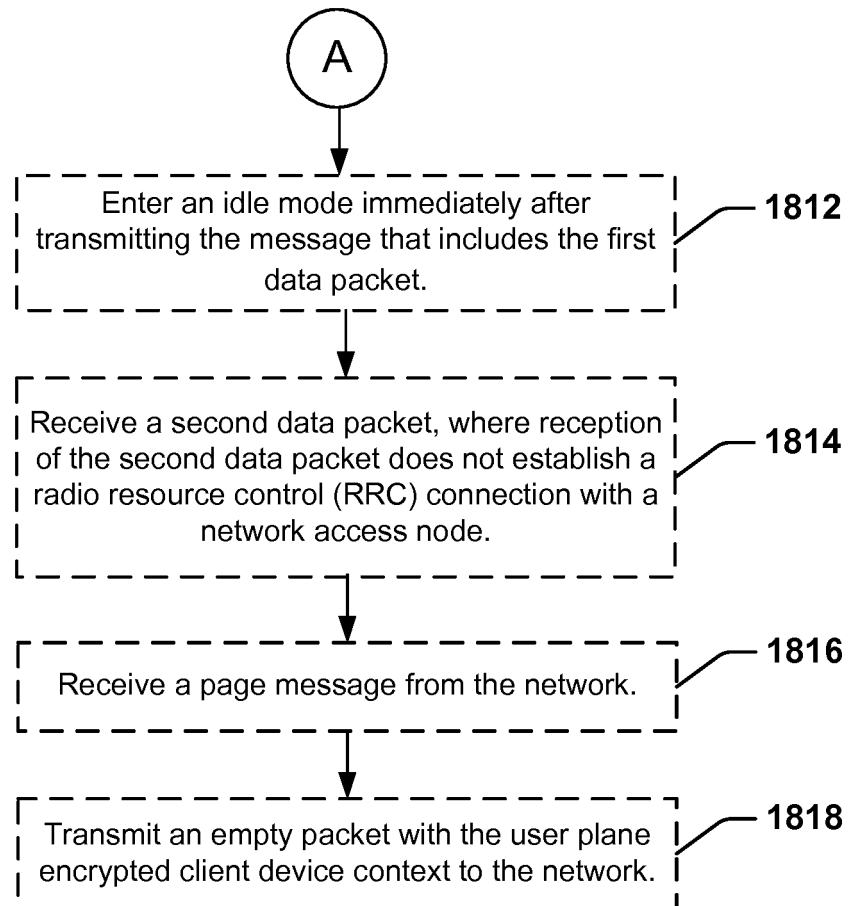 A
Enter an idle mode immediately after
transmitting the message that includes the first
data packet.
1812
Receive a second data packet, where reception
of the second data packet does not establish a
radio resource control (RRC) connection with a
network access node.
1814
Receive a page message from the network.
1816
Transmit an empty packet with the user plane
encrypted client device context to the network.
1818